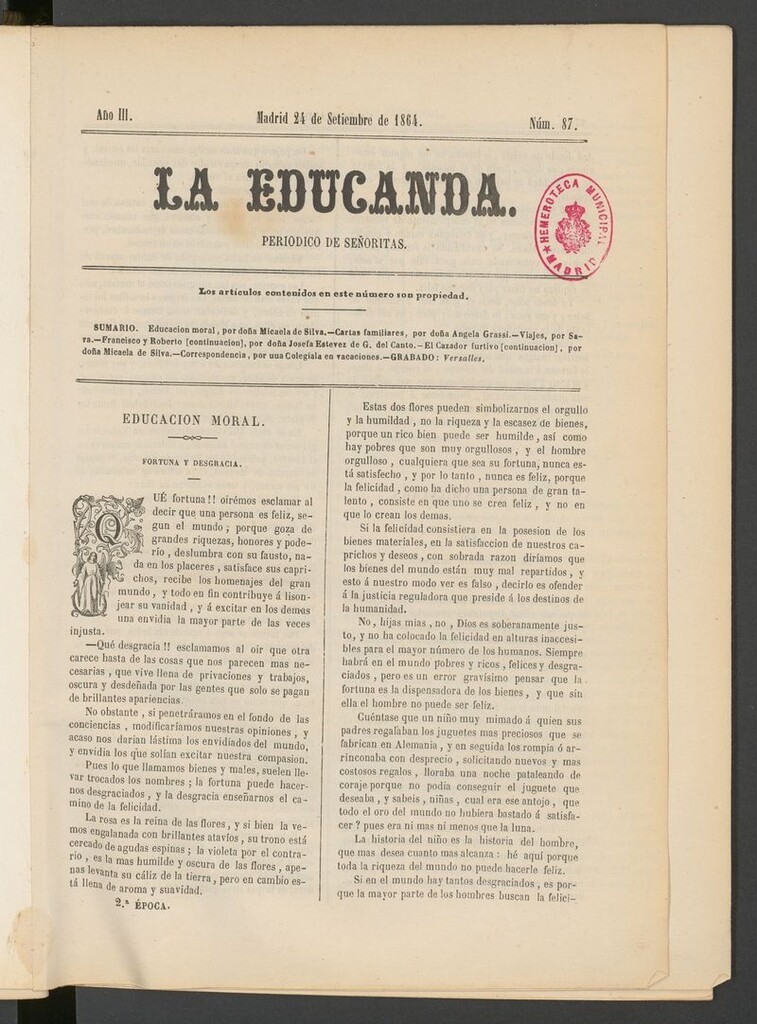 Año III.
Madrid 24 de Setiembre de 1864.
Núm. 87.
LA EDUCANDA.
PERIODICO DE SEÑORITAS.
HEMEROTECA MUNICIPAL
★ MADRID
Los artículos contenidos en este número son propiedad.
SUMARIO. Educacion moral, por doña Micaela de Silva.—Cartas familiares, por doña Angela Grassi.—Viajes, por Sa-
ra.—Francisco y Roberto [continuacion], por doña Josefa Estevez de G. del Canto.—El Cazador furtivo [continuacion], por
doña Micaela de Silva.—Correspondencia, por una Colegiala en vacaciones.—GRABADO: Versalles.
EDUCACION MORAL.
FORTUNA Y DESGRACIA.
QUÉ fortuna!! oirémos esclamar al
decir que una persona es feliz, se-
gun el mundo; porque goza de
grandes riquezas, honores y pode-
rio, deslumbra con su fausto, na-
da en los placeres, satisface sus capri-
chos, recibe los homenajes del gran
mundo, y todo en fin contribuye á lison-
jear su vanidad, y á excitar en los demas
una envidia la mayor parte de las veces
injusta.
—Qué desgracia!! esclamamos al oir que otra
carece hasta de las cosas que nos parecen mas ne-
cesarias, que vive llena de privaciones y trabajos,
oscura y desdeñada por las gentes que solo se pagan
de brillantes apariencias.
No obstante, si penetráramos en el fondo de las
conciencias, modificaríamos nuestras opiniones, y
acaso nos darian lástima los envidiados del mundo,
y envidia los que solían excitar nuestra compasion.
Pues lo que llamamos bienes y males, suelen lle-
var trocados los nombres; la fortuna puede hacer-
nos desgraciados, y la desgracia enseñarnos el ca-
mino de la felicidad.
La rosa es la reina de las flores, y si bien la ve-
mos engalanada con brillantes atavíos, su trono está
cercado de agudas espinas; la violeta por el contra-
rio, es la mas humilde y oscura de las flores, ape-
nas levanta su cáliz de la tierra, pero en cambio es-
tá llena de aroma y suavidad.
2.ª ÉPOCA.
Estas dos flores pueden simbolizarnos el orgullo
y la humildad, no la riqueza y la escasez de bienes,
porque un rico bien puede ser humilde, así como
hay pobres que son muy orgullosos, y el hombre
orgulloso, cualquiera que sea su fortuna, nunca es-
tá satisfecho, y por lo tanto, nunca es feliz, porque
la felicidad, como ha dicho una persona de gran ta-
lento, consiste en que uno se crea feliz, y no en
que lo crean los demas.
Si la felicidad consistiera en la posesion de los
bienes materiales, en la satisfaccion de nuestros ca-
prichos y deseos, con sobrada razon diríamos que
los bienes del mundo están muy mal repartidos, y
esto á nuestro modo ver es falso, decirlo es ofender
á la justicia reguladora que preside á los destinos de
la humanidad.
No, hijas mias, no, Dios es soberanamente jus-
to, y no ha colocado la felicidad en alturas inaccesi-
bles para el mayor número de los humanos. Siempre
habrá en el mundo pobres y ricos, felices y desgra-
ciados, pero es un error gravísimo pensar que la
fortuna es la dispensadora de los bienes, y que sin
ella el hombre no puede ser feliz.
Cuéntase que un niño muy mimado á quien sus
padres regalaban los juguetes mas preciosos que se
fabrican en Alemania, y en seguida los rompia ó ar-
rinconaba con desprecio, solicitando nuevos y mas
costosos regalos, lloraba una noche pataleando de
coraje porque no podia conseguir el juguete que
deseaba, y sabeis, niñas, cual era ese antojo, que
todo el oro del mundo no hubiera bastado á satisfa-
cer? pues era ni mas ni menos que la luna.
La historia del niño es la historia del hombre,
que mas desea cuanto mas alcanza: hé aquí porque
toda la riqueza del mundo no puede hacerle feliz.
Si en el mundo hay tantos desgraciados, es por-
que la mayor parte de los hombres buscan la felici-